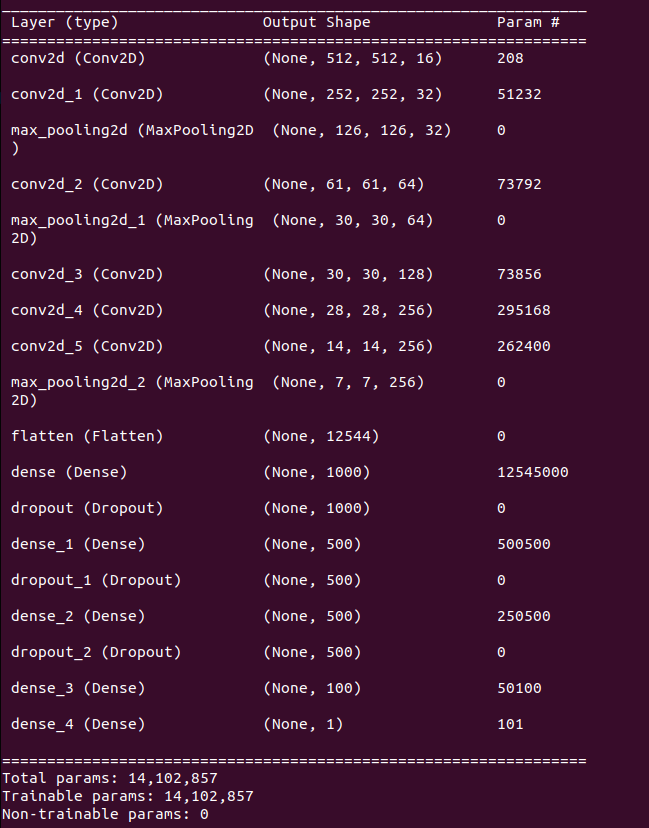 Layer (type) Output Shape Param #
=================================================================
conv2d (Conv2D) (None, 512, 512, 16) 208
conv2d_1 (Conv2D) (None, 252, 252, 32) 51232
max_pooling2d (MaxPooling2D (None, 126, 126, 32) 0
)
conv2d_2 (Conv2D) (None, 61, 61, 64) 73792
max_pooling2d_1 (MaxPooling (None, 30, 30, 64) 0
2D)
conv2d_3 (Conv2D) (None, 30, 30, 128) 73856
conv2d_4 (Conv2D) (None, 28, 28, 256) 295168
conv2d_5 (Conv2D) (None, 14, 14, 256) 262400
max_pooling2d_2 (MaxPooling (None, 7, 7, 256) 0
2D)
flatten (Flatten) (None, 12544) 0
dense (Dense) (None, 1000) 12545000
dropout (Dropout) (None, 1000) 0
dense_1 (Dense) (None, 500) 500500
dropout_1 (Dropout) (None, 500) 0
dense_2 (Dense) (None, 500) 250500
dropout_2 (Dropout) (None, 500) 0
dense_3 (Dense) (None, 100) 50100
dense_4 (Dense) (None, 1) 101
=================================================================
Total params: 14,102,857
Trainable params: 14,102,857
Non-trainable params: 0